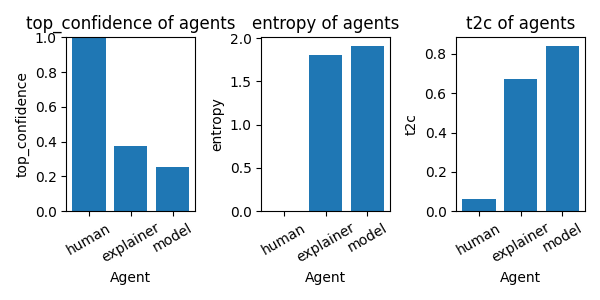 top_confidence of agents
top_confidence
1.0
0.8
0.6
0.4
0.2
0.0
human
explainer
model
Agent
entropy of agents
entropy
2.0
1.5
1.0
0.5
0.0
human
explainer
model
Agent
t2c of agents
t2c
0.8
0.6
0.4
0.2
0.0
human
explainer
model
Agent